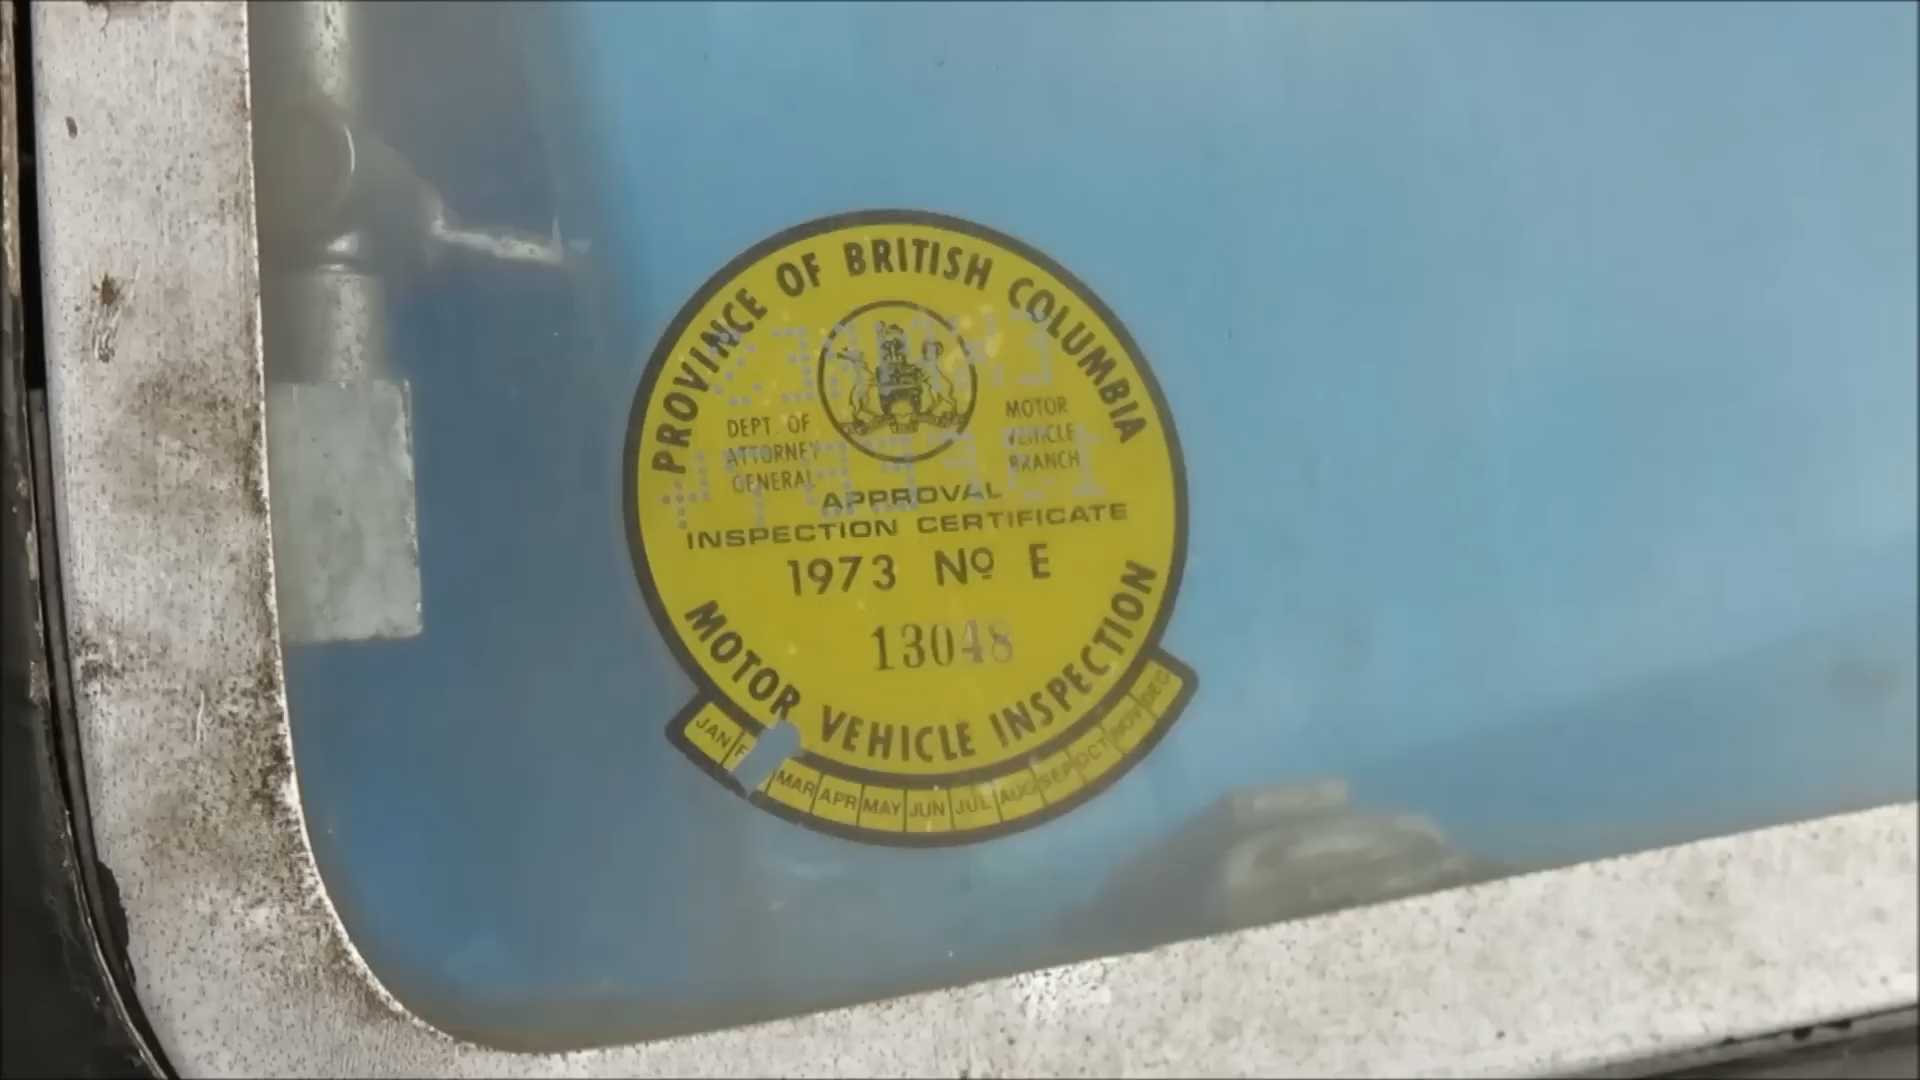 PROVINCE OF BRITISH COLUMBIA
DEPT. OF
ATTORNEY
GENERAL
MOTOR
VEHICLE
BRANCH
APPROVAL
INSPECTION CERTIFICATE
1973 Nº E
13048
MOTOR VEHICLE INSPECTION
JAN F MAR APR MAY JUN JUL AUG SEP OCT NOV DEC